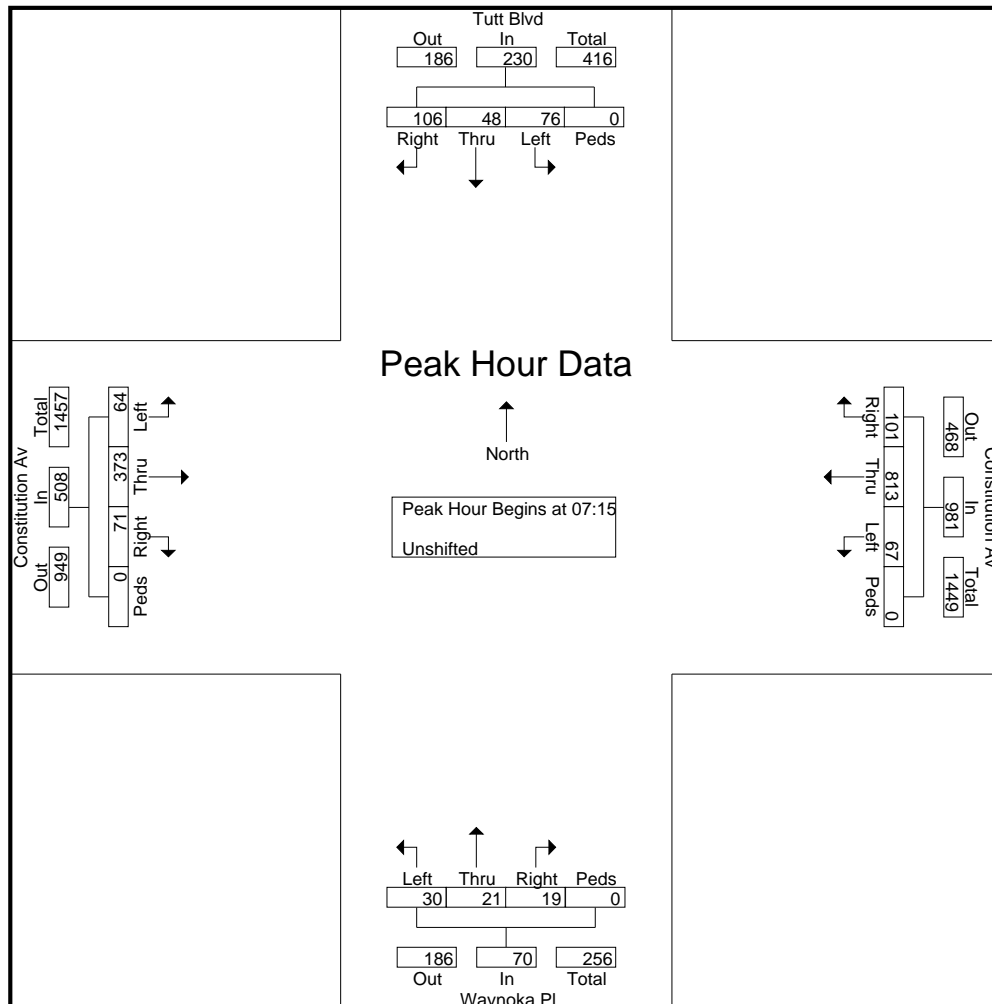 Tutt Blvd
Out In Total
186 230 416
106 48 76 0
Right Thru Left Peds
Peak Hour Data
North
Peak Hour Begins at 07:15
Unshifted
Constitution Av
Total In Out
1457 508 949
64 373 71 0
Left Thru Right Peds
Right Thru Left Peds
101 813 67 0
Out In Total
468 981 1449
Constitution Av
Left Thru Right Peds
30 21 19 0
186 70 256
Out In Total
Waynoka Pl